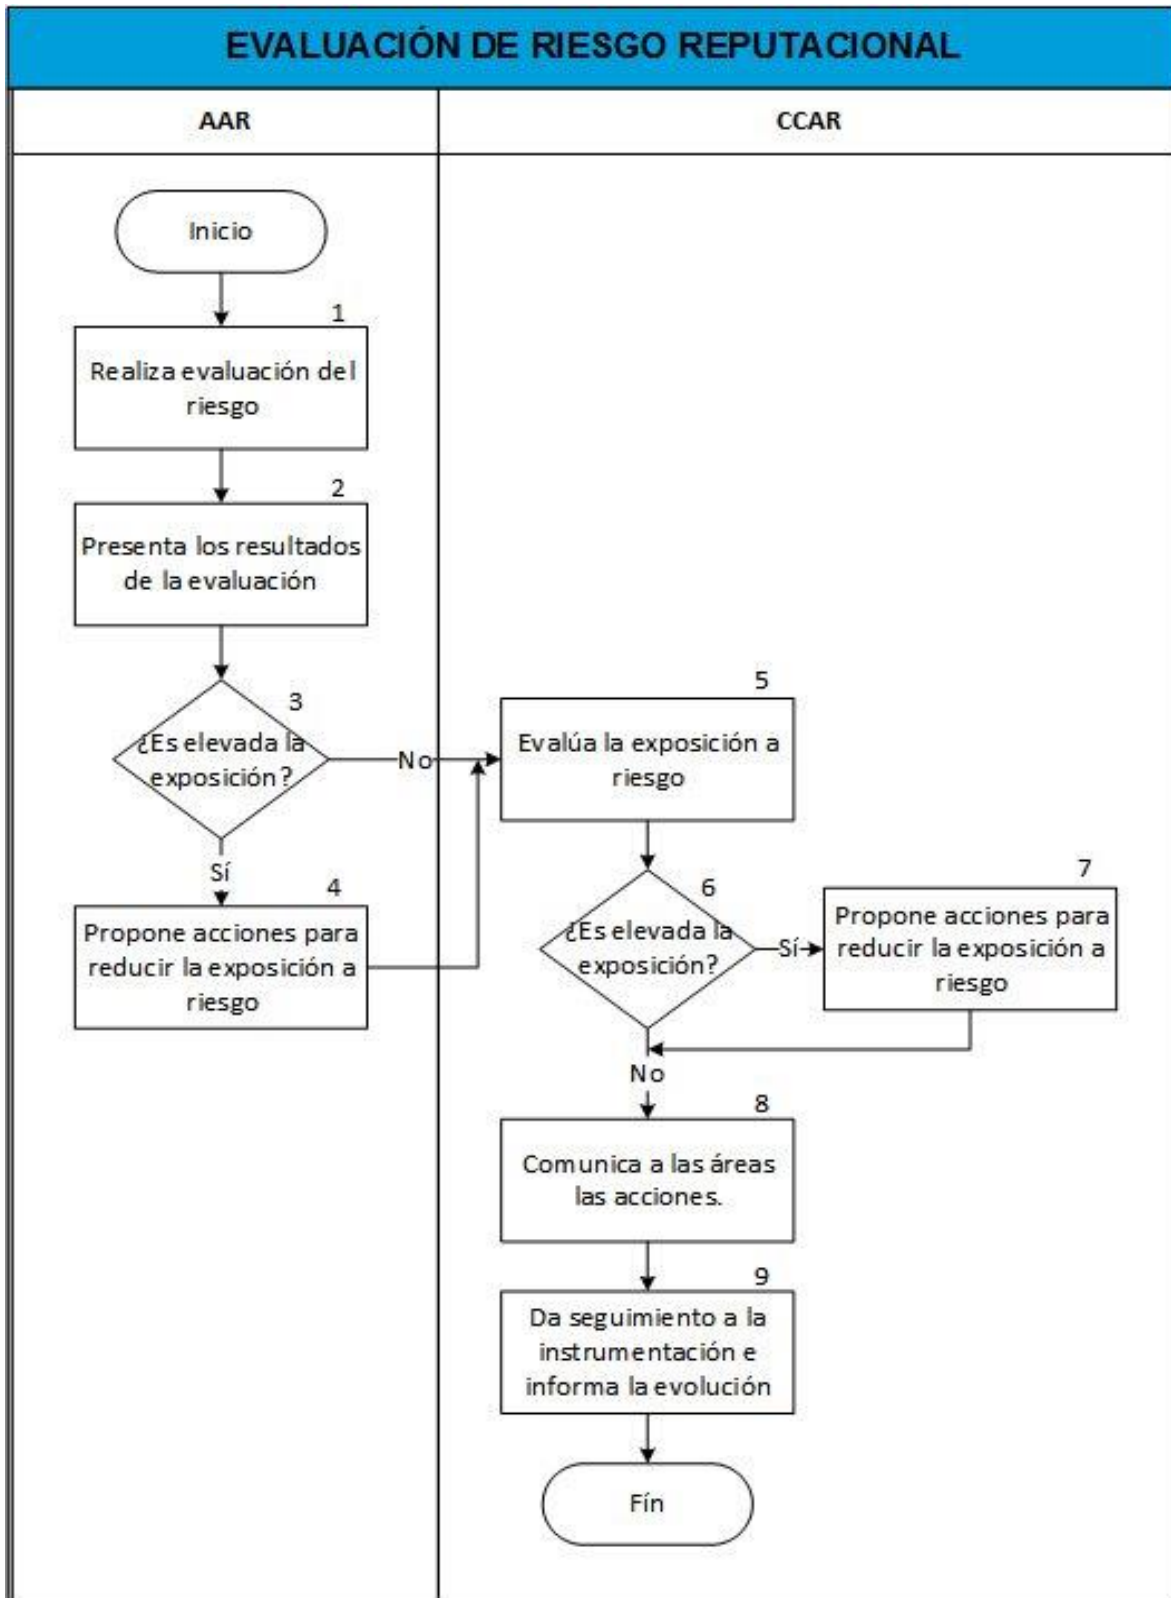 EVALUACIÓN DE RIESGO REPUTACIONAL
AAR
CCAR
Inicio
1
Realiza evaluación del
riesgo
2
Presenta los resultados
de la evaluación
3
¿Es elevada la
exposición?
No
Sí
4
Propone acciones para
reducir la exposición a
riesgo
5
Evalúa la exposición a
riesgo
6
¿Es elevada la
exposición?
Sí
7
Propone acciones para
reducir la exposición a
riesgo
No
8
Comunica a las áreas
las acciones.
9
Da seguimiento a la
instrumentación e
informa la evolución
Fín